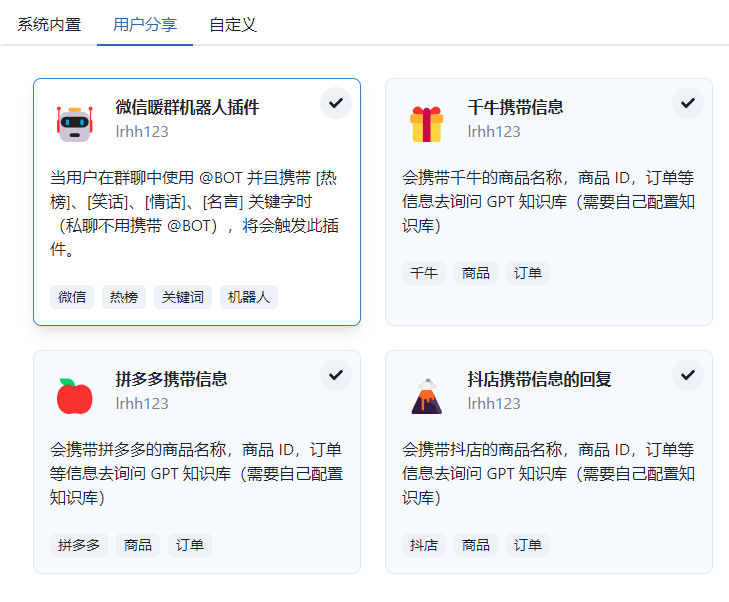 系统内置 用户分享 自定义
微信暖群机器人插件
lrhh123
当用户在群聊中使用 @BOT 并且携带 [热
榜]、[笑话]、[情话]、[名言] 关键字时
（私聊不用携带 @BOT），将会触发此插
件。
微信 热榜 关键词 机器人
千牛携带信息
lrhh123
会携带千牛的商品名称，商品 ID，订单等
信息去询问 GPT 知识库（需要自己配置知
识库）
千牛 商品 订单
拼多多携带信息
lrhh123
会携带拼多多的商品名称，商品 ID，订单
等信息去询问 GPT 知识库（需要自己配置
知识库）
拼多多 商品 订单
抖店携带信息的回复
lrhh123
会携带抖店的商品名称，商品 ID，订单等
信息去询问 GPT 知识库（需要自己配置知
识库）
抖店 商品 订单